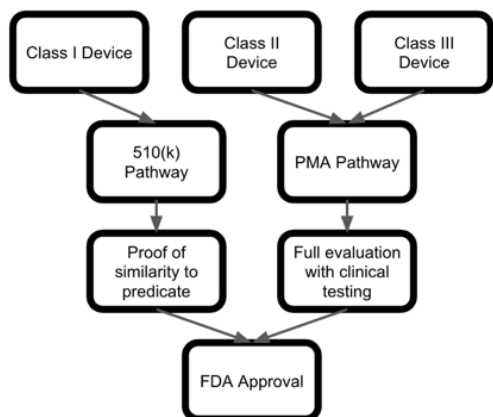 Class I Device
Class II
Device
Class III
Device
510(k)
Pathway
PMA Pathway
Proof of
similarity to
predicate
Full evaluation
with clinical
testing
FDA Approval